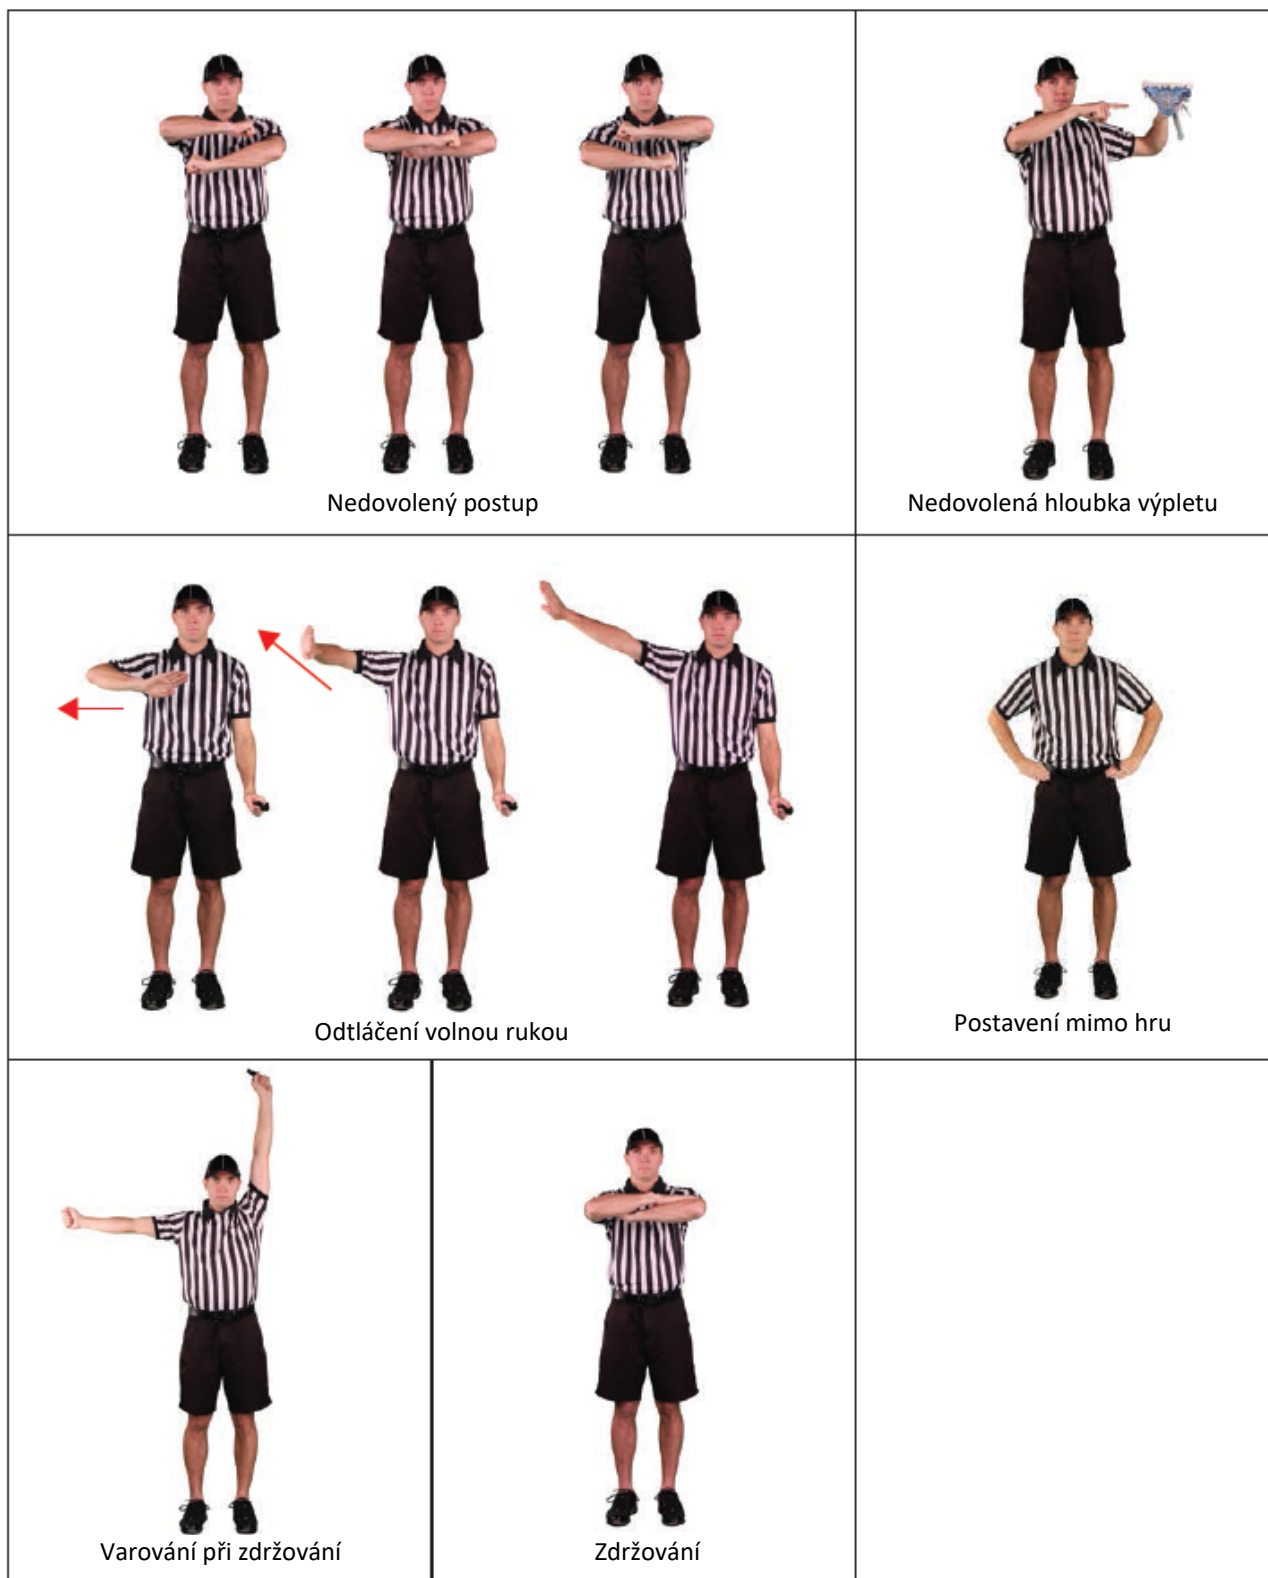 Nedovolený postup
Nedovolená hloubka výpletu
Odtláčení volnou rukou
Postavení mimo hru
Varování při zdržování
Zdržování